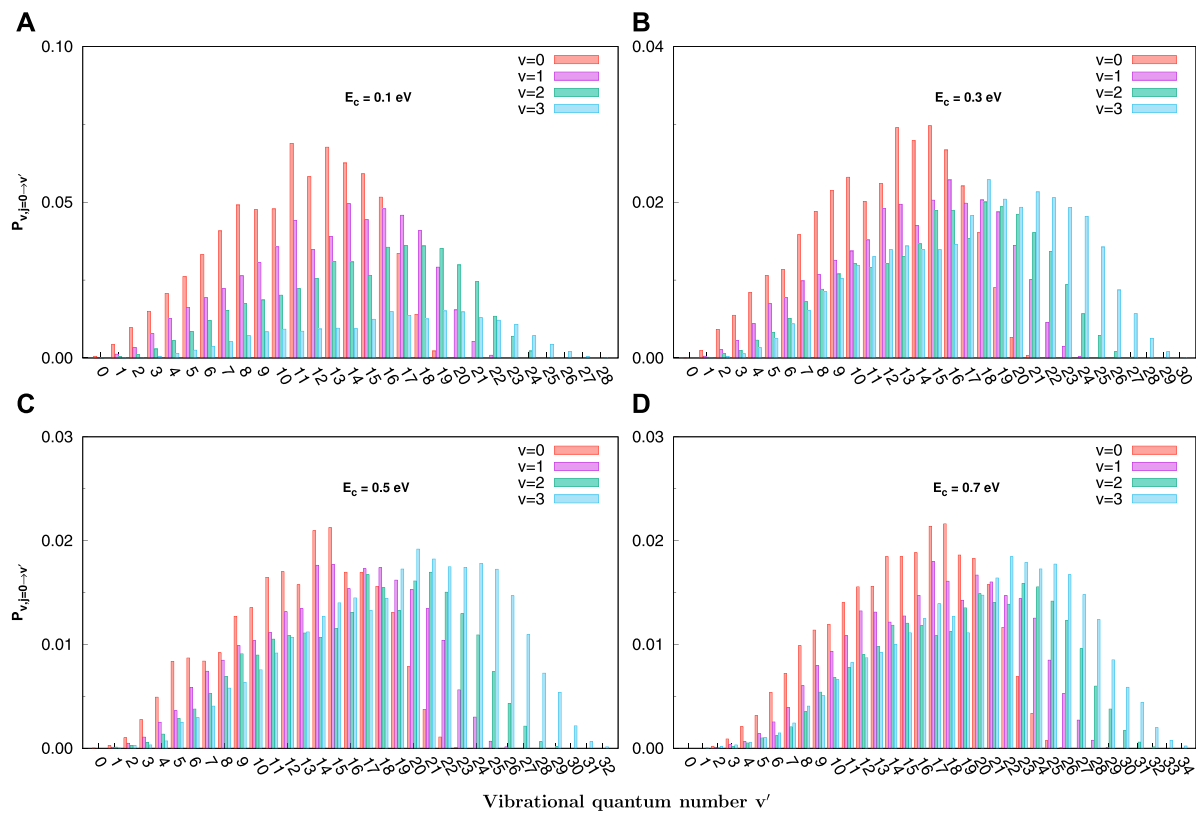 A
0.10
0.05
0.00
P v,j=0→v′
E c = 0.1 eV
v=0
v=1
v=2
v=3
0 1 2 3 4 5 6 7 8 9 10 11 12 13 14 15 16 17 18 19 20 21 22 23 24 25 26 27 28
B
0.04
0.02
0.00
E c = 0.3 eV
v=0
v=1
v=2
v=3
0 1 2 3 4 5 6 7 8 9 10 11 12 13 14 15 16 17 18 19 20 21 22 23 24 25 26 27 28 29 30
C
0.03
0.02
0.01
0.00
P v,j=0→v′
E c = 0.5 eV
v=0
v=1
v=2
v=3
0 1 2 3 4 5 6 7 8 9 10 11 12 13 14 15 16 17 18 19 20 21 22 23 24 25 26 27 28 29 30 31 32
D
0.03
0.02
0.01
0.00
E c = 0.7 eV
v=0
v=1
v=2
v=3
0 1 2 3 4 5 6 7 8 9 10 11 12 13 14 15 16 17 18 19 20 21 22 23 24 25 26 27 28 29 30 31 32 33 34
Vibrational quantum number v′